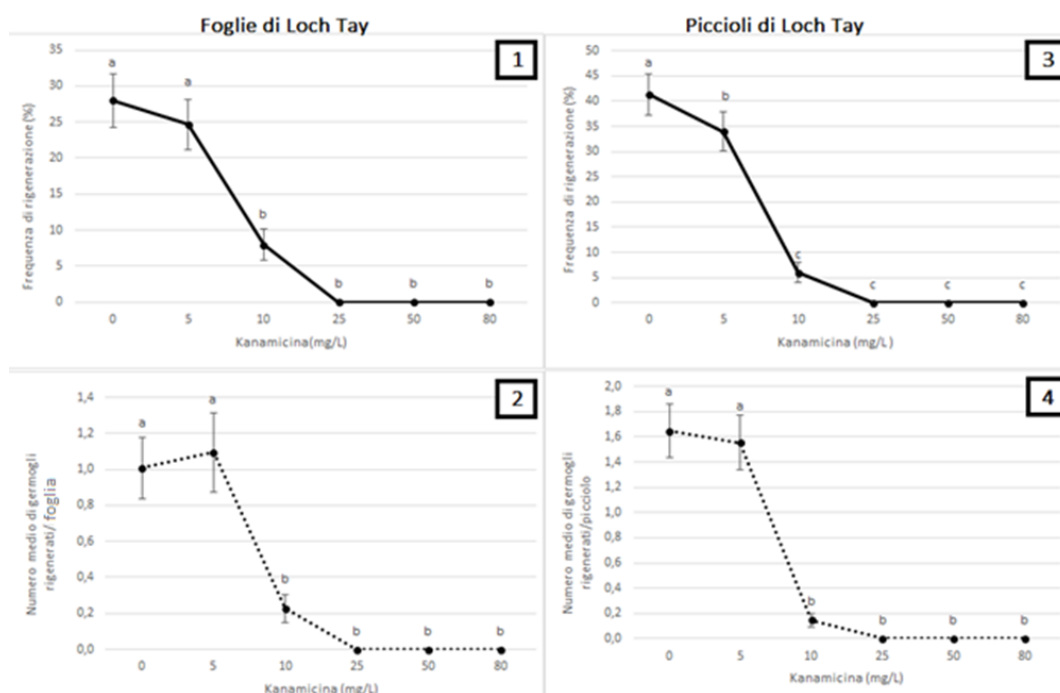 Foglie di Loch Tay
1
Frequenza di rigenerazione (%)
35
30
25
20
15
10
5
0
a
a
b
b
b
b
0 5 10 25 50 80
Kanamicina(mg/L)
Piccioli di Loch Tay
3
Frequenza di rigenerazione (%)
50
45
40
35
30
25
20
15
10
5
0
a
b
c
c
c
c
0 5 10 25 50 80
Kanamicina (mg/L)
2
Numero medio di germogli
rigenerati/ foglia
1,4
1,2
1,0
0,8
0,6
0,4
0,2
0,0
a
a
b
b
b
b
0 5 10 25 50 80
Kanamicina (mg/L)
4
Numero medio di germogli
rigenerati/picciolo
2,0
1,8
1,6
1,4
1,2
1,0
0,8
0,6
0,4
0,2
0,0
a
a
b
b
b
b
0 5 10 25 50 80
Kanamicina (mg/L)